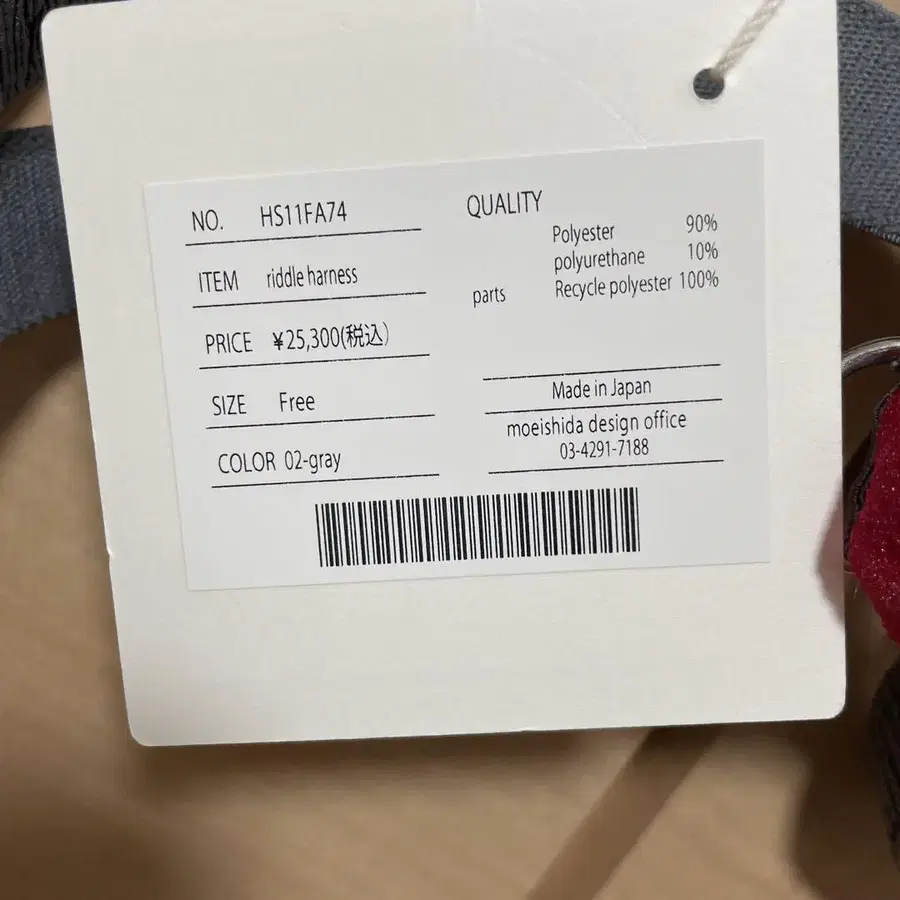 NO. HS11FA74
ITEM riddle harness
PRICE ¥25,300(税込)
SIZE Free
COLOR 02-gray
QUALITY
Polyester 90%
polyurethane 10%
parts Recycle polyester 100%
Made in Japan
moeishida design office
03-4291-7188